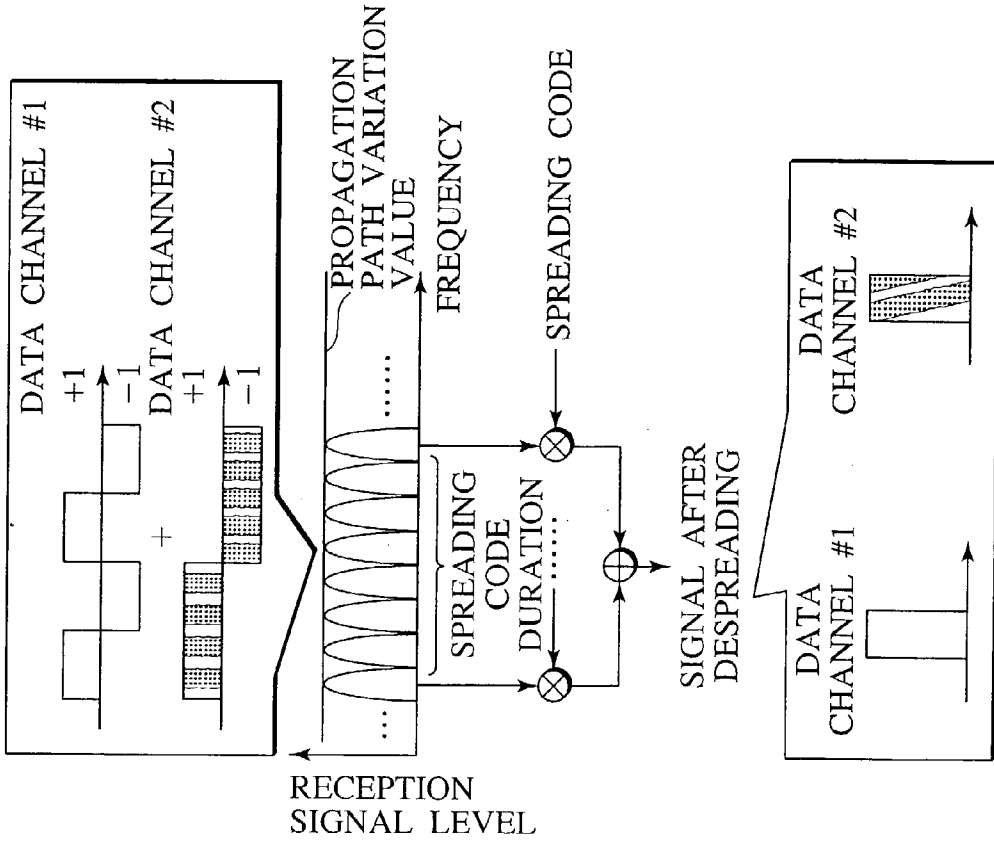 DATA CHANNEL #1
+1
−1
+
DATA CHANNEL #2
+1
−1
PROPAGATION
PATH VARIATION
VALUE
FREQUENCY
RECEPTION
SIGNAL LEVEL
SPREADING
CODE
DURATION
SPREADING CODE
SIGNAL AFTER
DESPREADING
DATA
CHANNEL #1
DATA
CHANNEL #2